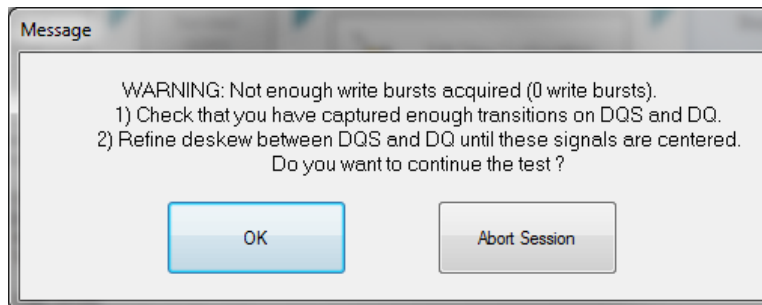 Message
WARNING: Not enough write bursts acquired (0 write bursts).
1) Check that you have captured enough transitions on DQS and DQ.
2) Refine deskew between DQS and DQ until these signals are centered.
Do you want to continue the test ?
OK
Abort Session